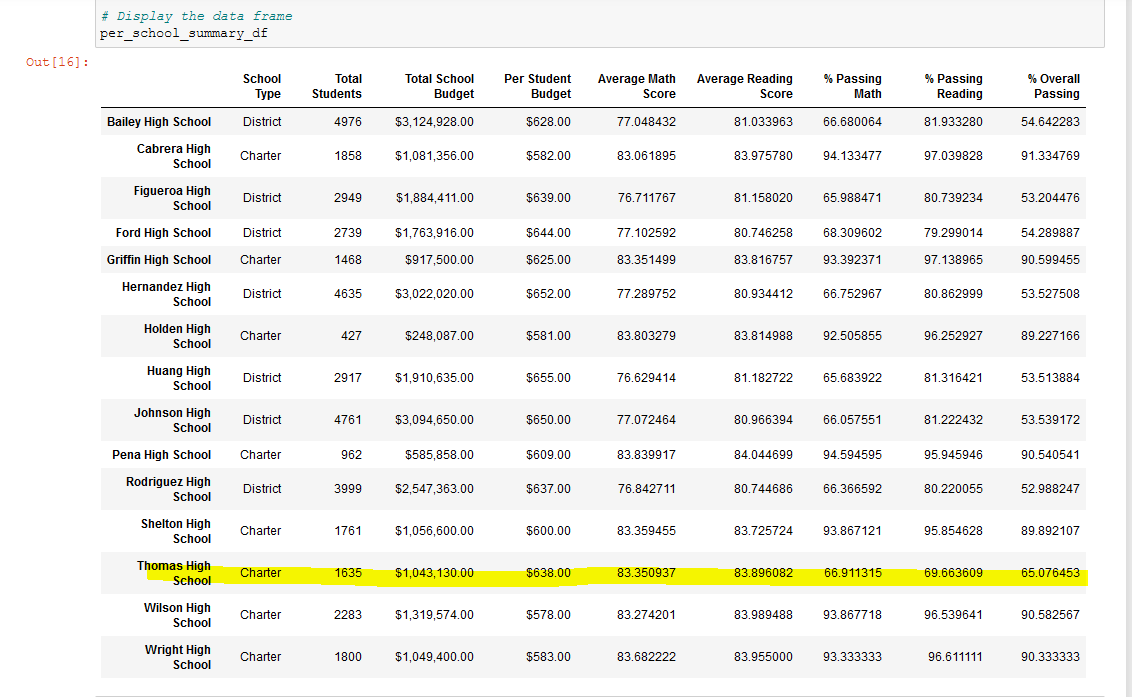 # Display the data frame
per_school_summary_df
Out[16]:
School Type Total Students Total School Budget Per Student Budget Average Math Score Average Reading Score % Passing Math % Passing Reading % Overall Passing
Bailey High School District 4976 $3,124,928.00 $628.00 77.048432 81.033963 66.680064 81.933280 54.642283
Cabrera High School Charter 1858 $1,081,356.00 $582.00 83.061895 83.975780 94.133477 97.039828 91.334769
Figueroa High School District 2949 $1,884,411.00 $639.00 76.711767 81.158020 65.988471 80.739234 53.204476
Ford High School District 2739 $1,763,916.00 $644.00 77.102592 80.746258 68.309602 79.299014 54.289887
Griffin High School Charter 1468 $917,500.00 $625.00 83.351499 83.816757 93.392371 97.138965 90.599455
Hernandez High School District 4635 $3,022,020.00 $652.00 77.289752 80.934412 66.752967 80.862999 53.527508
Holden High School Charter 427 $248,087.00 $581.00 83.803279 83.814988 92.505855 96.252927 89.227166
Huang High School District 2917 $1,910,635.00 $655.00 76.629414 81.182722 65.683922 81.316421 53.513884
Johnson High School District 4761 $3,094,650.00 $650.00 77.072464 80.966394 66.057551 81.222432 53.539172
Pena High School Charter 962 $585,858.00 $609.00 83.839917 84.044699 94.594595 95.945946 90.540541
Rodriguez High School District 3999 $2,547,363.00 $637.00 76.842711 80.744686 66.366592 80.220055 52.988247
Shelton High School Charter 1761 $1,056,600.00 $600.00 83.359455 83.725724 93.867121 95.854628 89.892107
Thomas High School Charter 1635 $1,043,130.00 $638.00 83.350937 83.896082 66.911315 69.663609 65.076453
Wilson High School Charter 2283 $1,319,574.00 $578.00 83.274201 83.989488 93.867718 96.539641 90.582567
Wright High School Charter 1800 $1,049,400.00 $583.00 83.682222 83.955000 93.333333 96.611111 90.333333